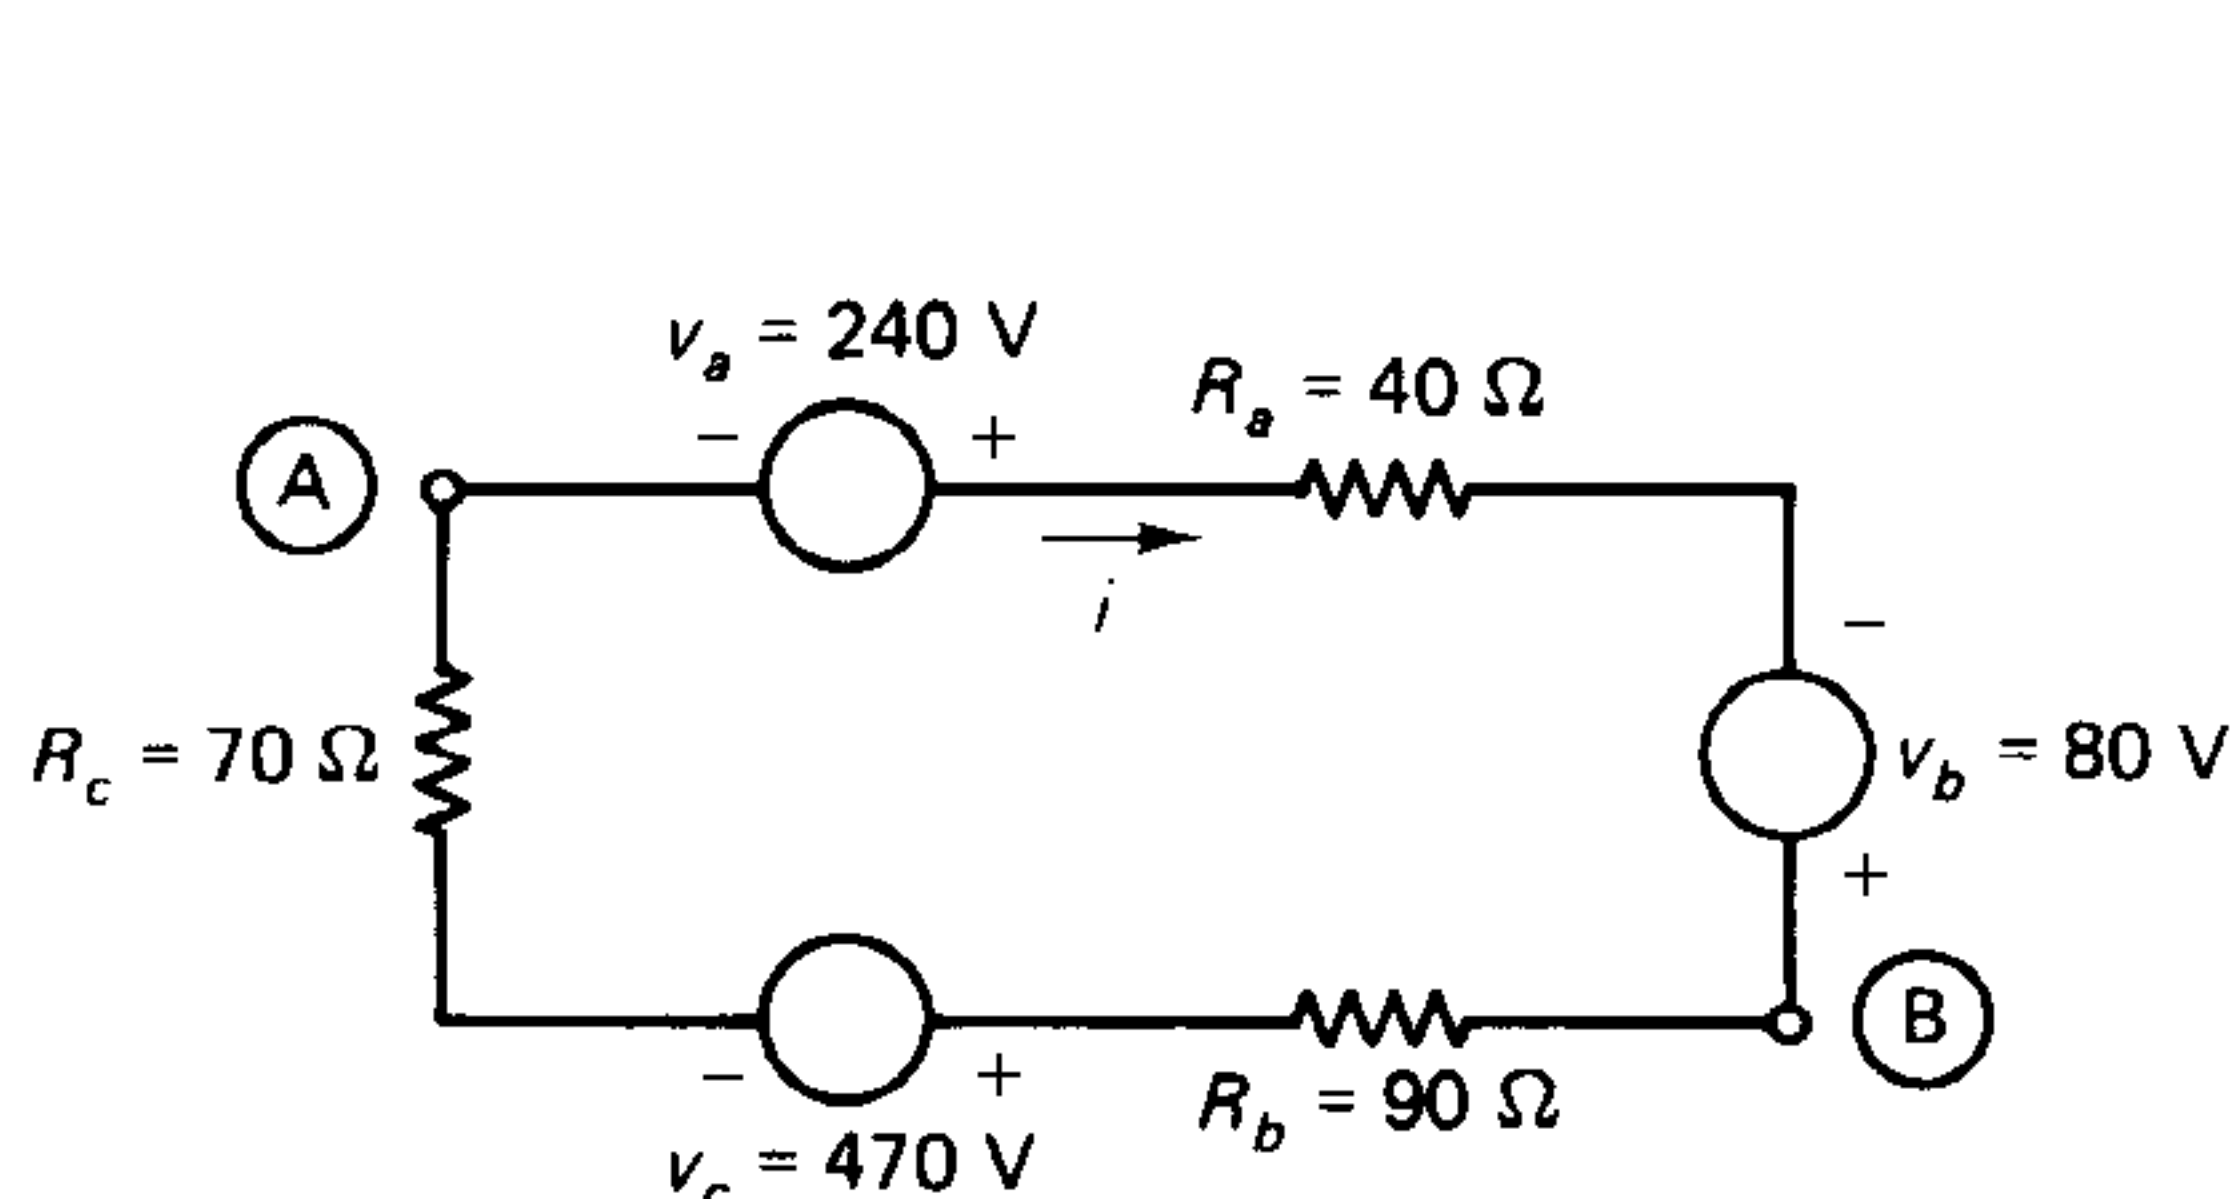 v_a = 240 V
R_a = 40 Ω
A
− +
i
−
R_c = 70 Ω
v_b = 80 V
+
B
− +
R_b = 90 Ω
v_c = 470 V